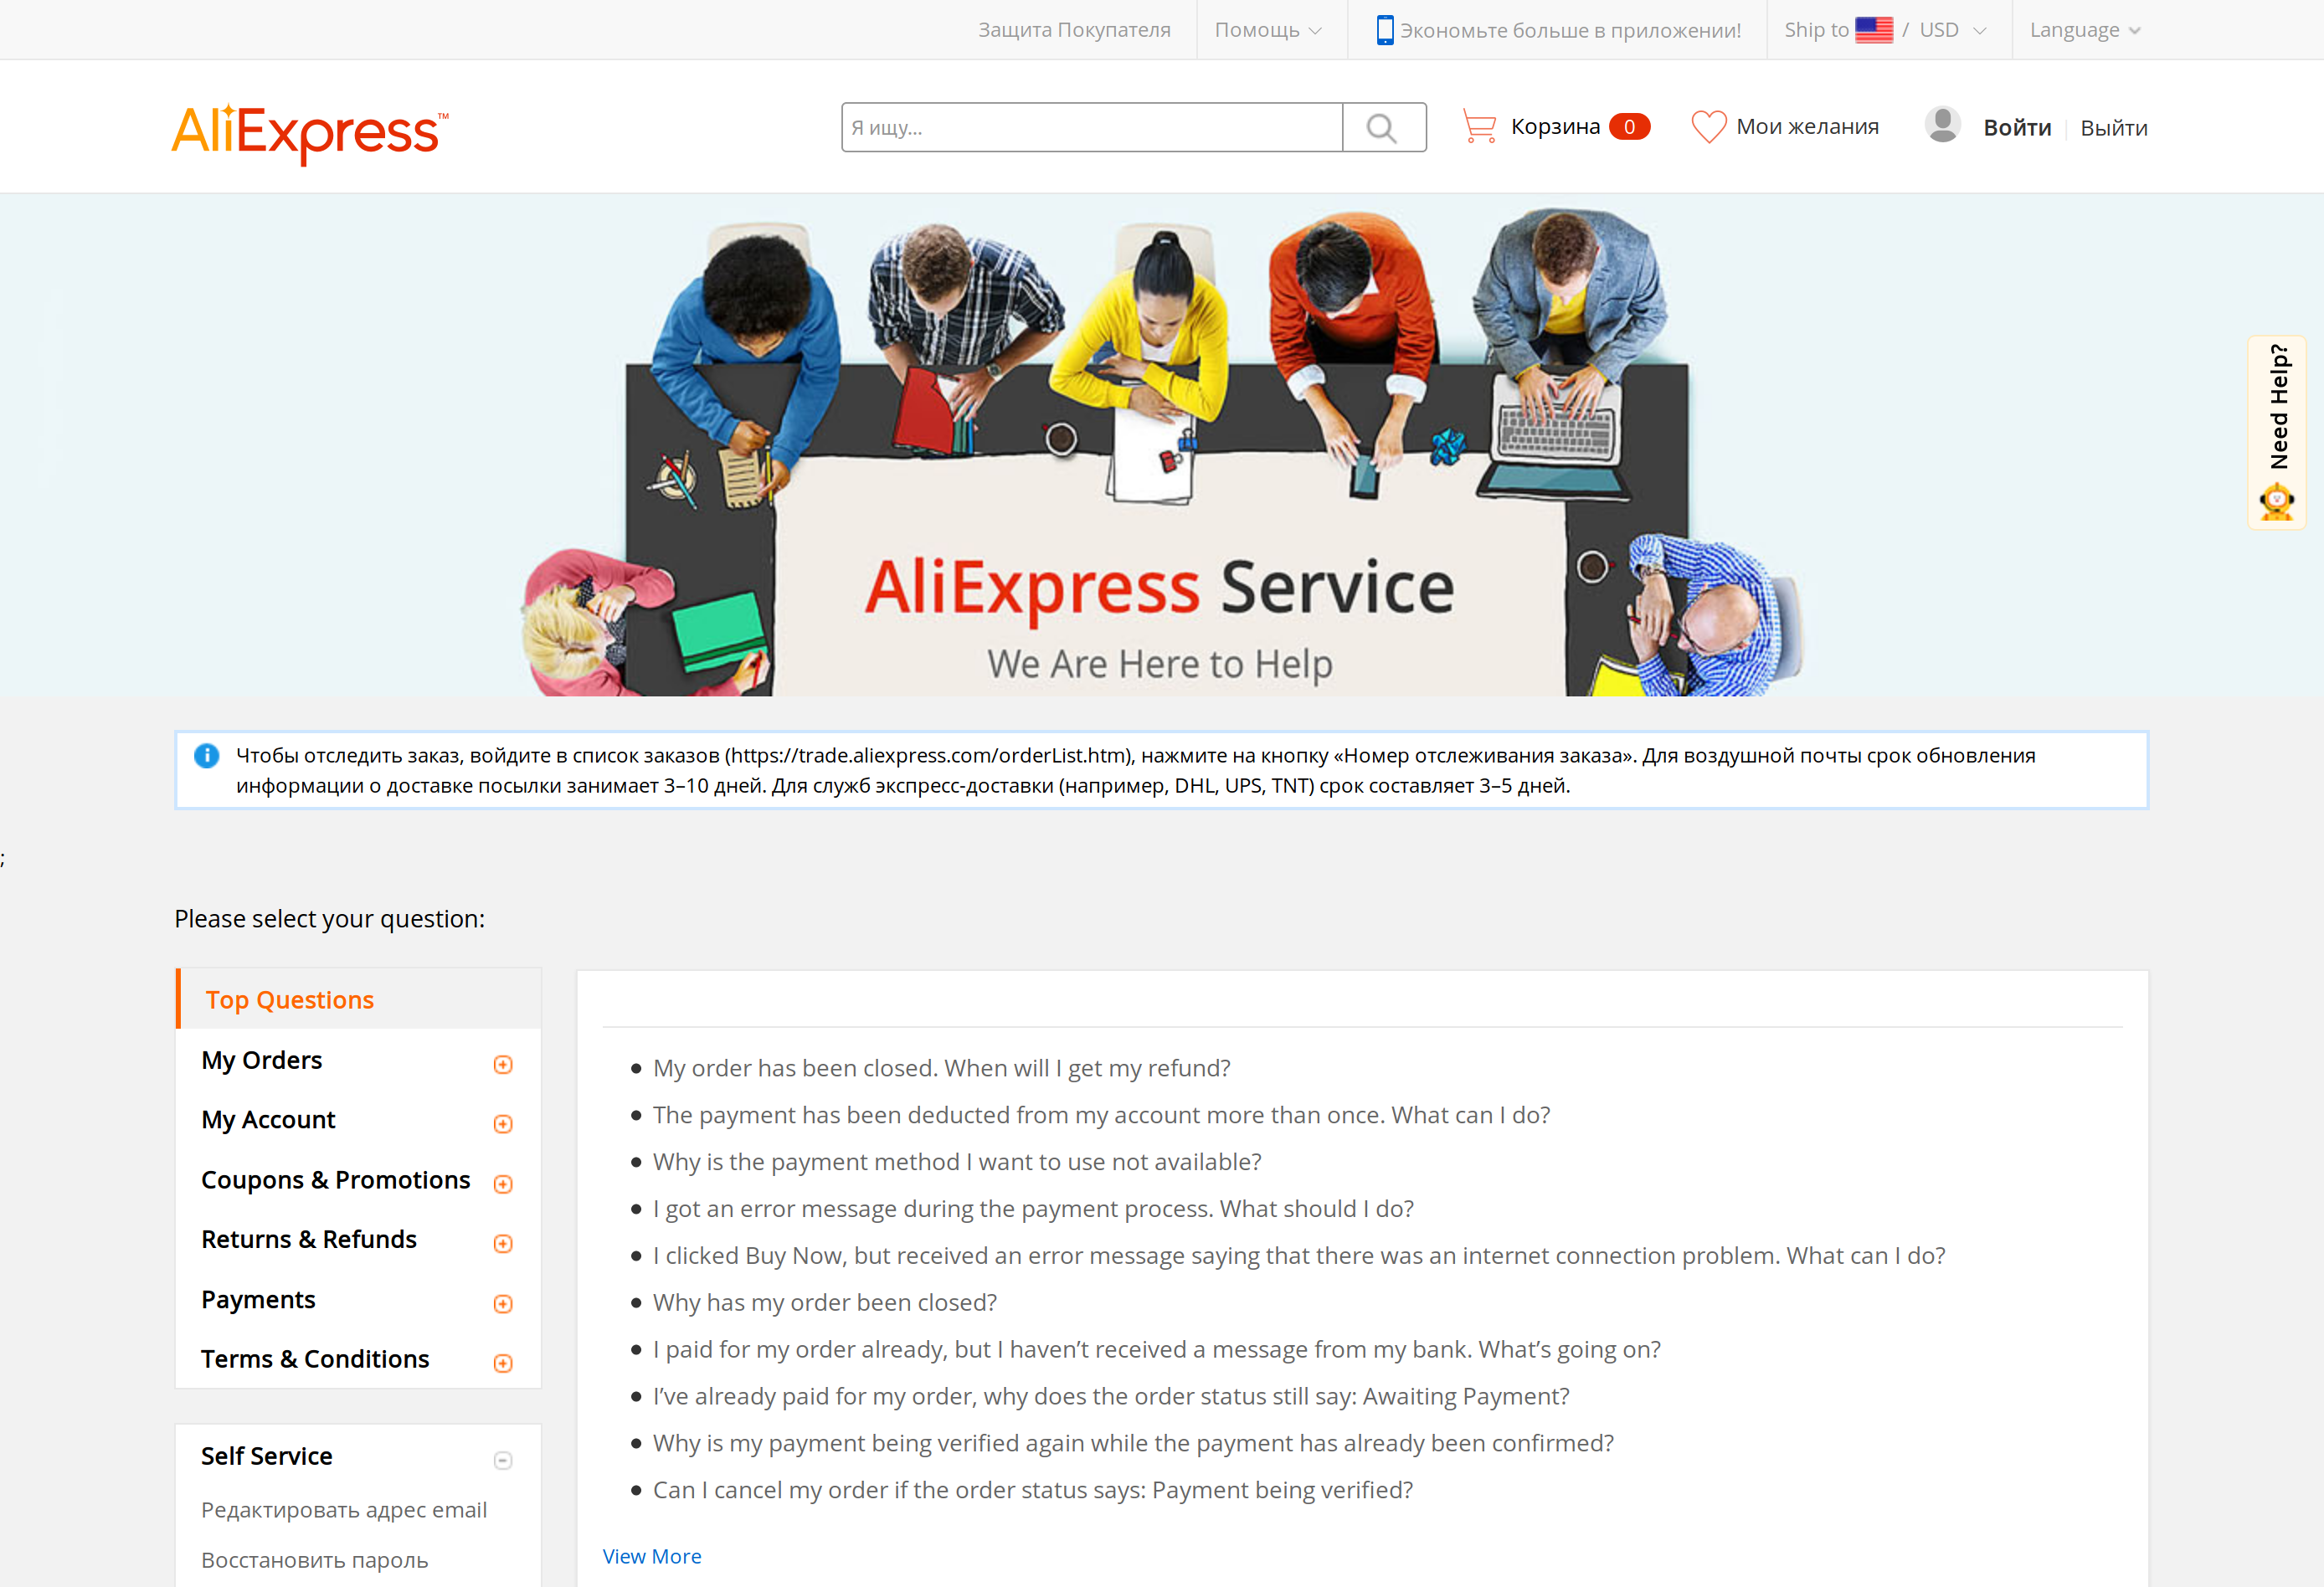 Защита Покупателя
Помощь
Экономьте больше в приложении!
Ship to / USD
Language
AliExpress™
Я ищу...
Корзина 0
Мои желания
Войти
Выйти
Need Help?
AliExpress Service
We Are Here to Help
Чтобы отследить заказ, войдите в список заказов (https://trade.aliexpress.com/orderList.htm), нажмите на кнопку «Номер отслеживания заказа». Для воздушной почты срок обновления
информации о доставке посылки занимает 3–10 дней. Для служб экспресс-доставки (например, DHL, UPS, TNT) срок составляет 3–5 дней.
;
Please select your question:
Top Questions
My Orders
My Account
Coupons & Promotions
Returns & Refunds
Payments
Terms & Conditions
Self Service
Редактировать адрес email
Восстановить пароль
My order has been closed. When will I get my refund?
The payment has been deducted from my account more than once. What can I do?
Why is the payment method I want to use not available?
I got an error message during the payment process. What should I do?
I clicked Buy Now, but received an error message saying that there was an internet connection problem. What can I do?
Why has my order been closed?
I paid for my order already, but I haven’t received a message from my bank. What’s going on?
I’ve already paid for my order, why does the order status still say: Awaiting Payment?
Why is my payment being verified again while the payment has already been confirmed?
Can I cancel my order if the order status says: Payment being verified?
View More